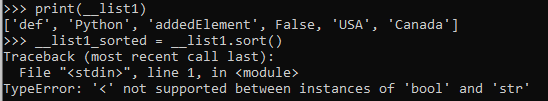 >>> print(__list1)
['def', 'Python', 'addedElement', False, 'USA', 'Canada']
>>> __list1_sorted = __list1.sort()
Traceback (most recent call last):
  File "<stdin>", line 1, in <module>
TypeError: '<' not supported between instances of 'bool' and 'str'